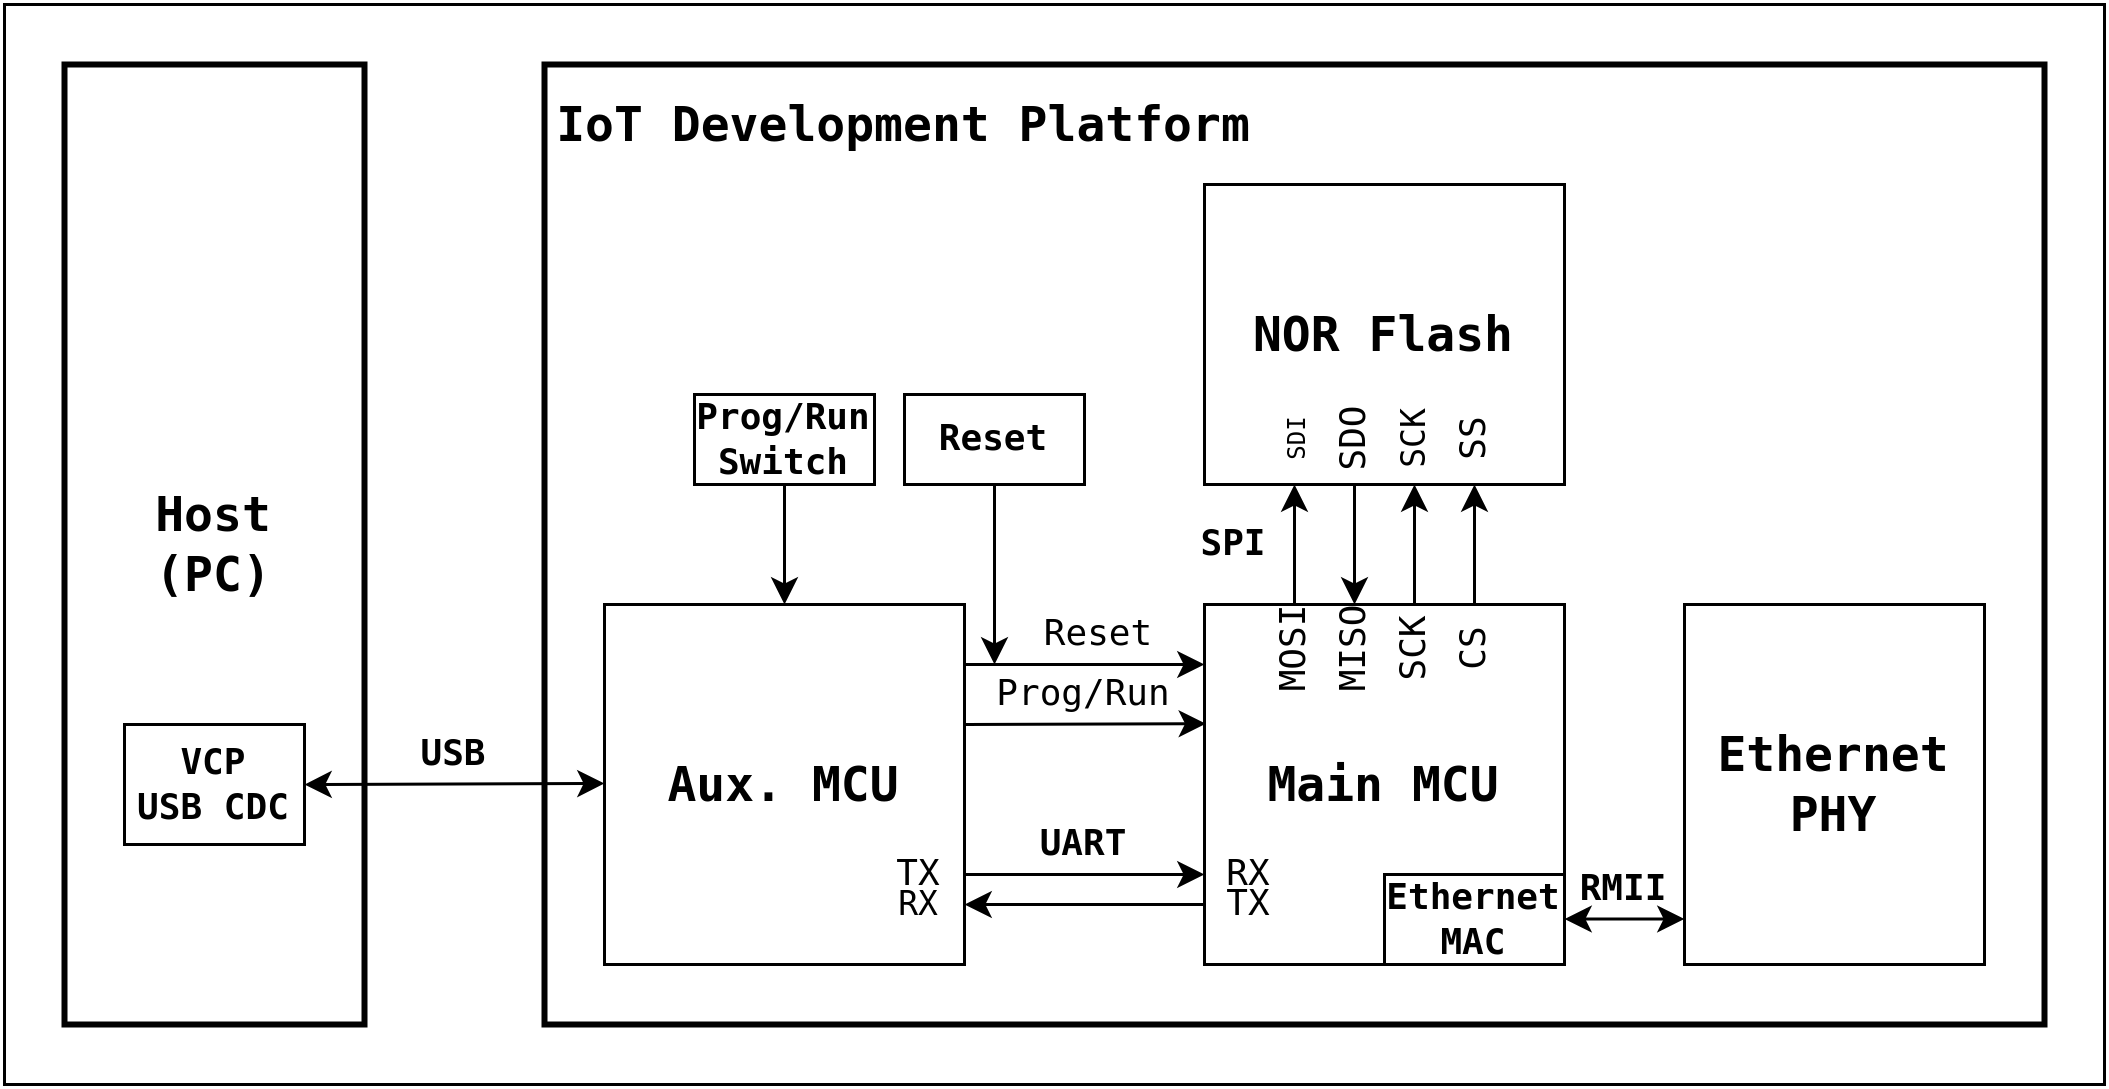 IoT Development Platform
Host
(PC)
VCP
USB CDC
USB
Prog/Run
Switch
Reset
NOR Flash
SDI
SDO
SCK
SS
SPI
MOSI
MISO
SCK
CS
Reset
Prog/Run
Aux. MCU
Main MCU
UART
TX
RX
RX
TX
Ethernet
MAC
RMII
Ethernet
PHY